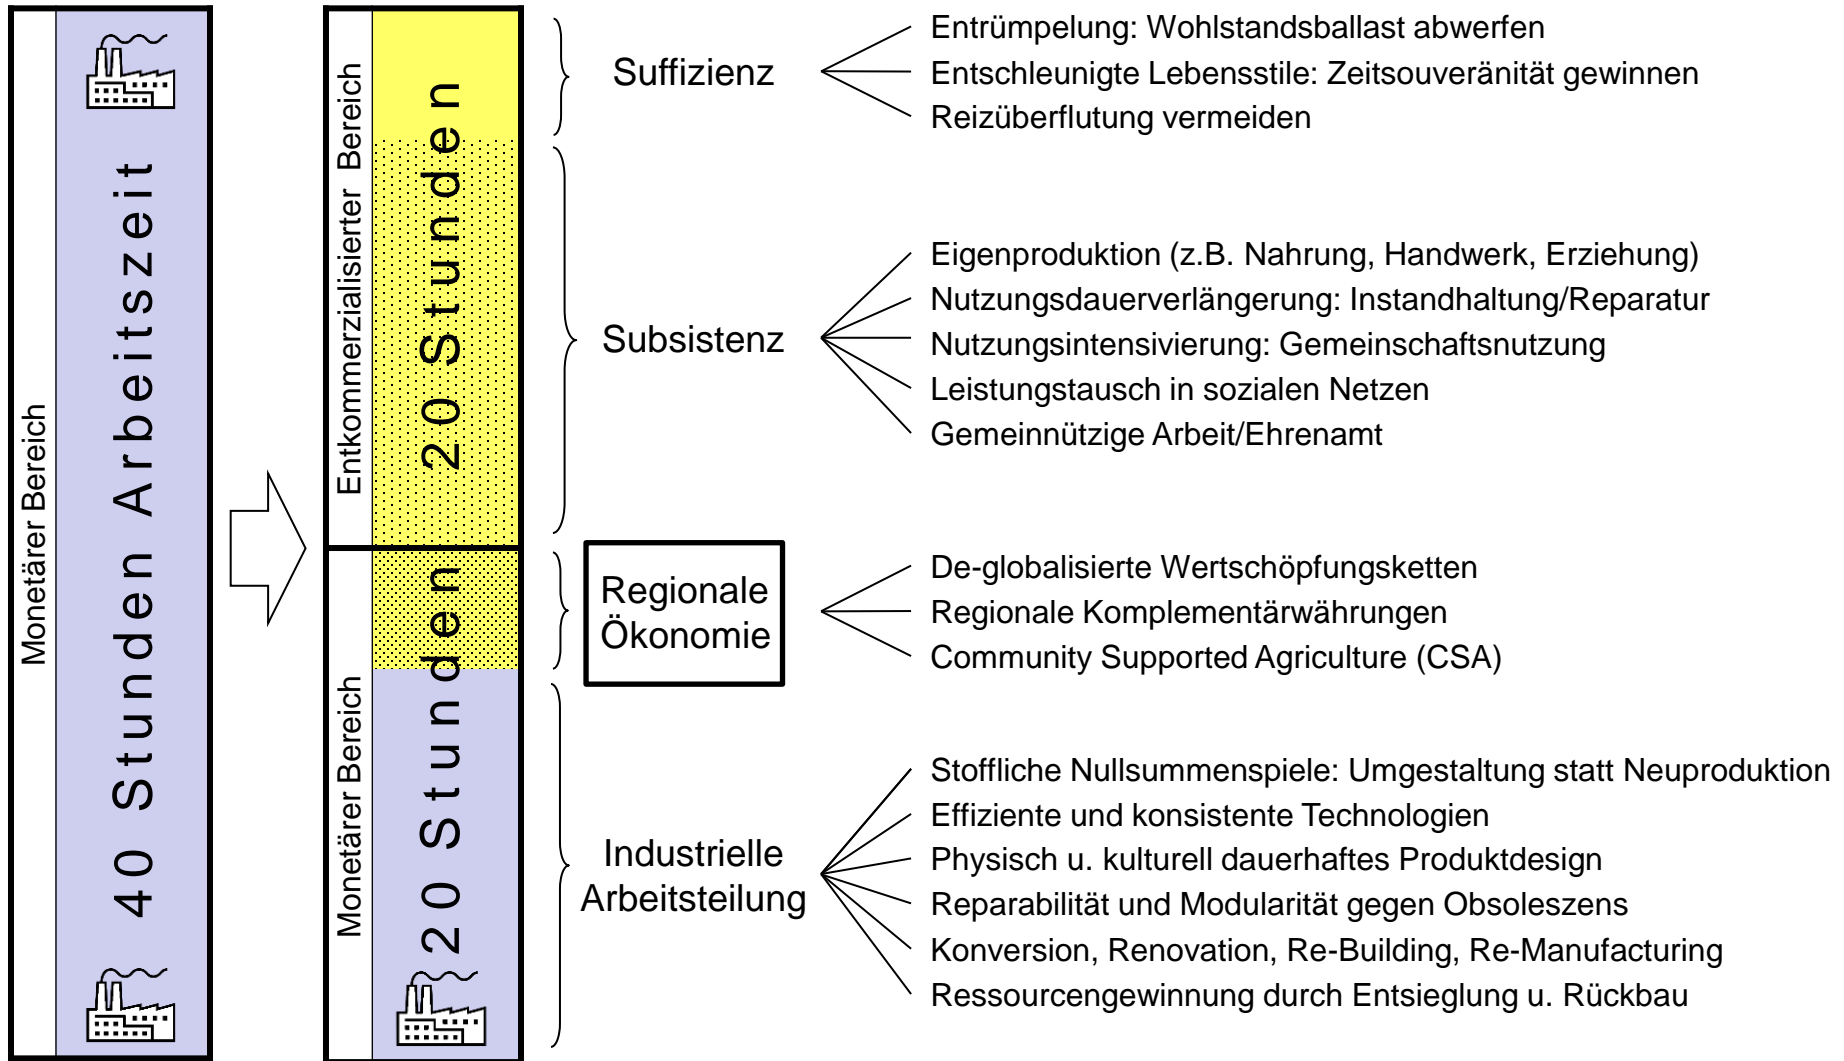 Monetärer Bereich
40 Stunden Arbeitszeit
Entkommerzialisierter Bereich
20 Stunden
Monetärer Bereich
20 Stunden
Suffizienz
Entrümpelung: Wohlstandsballast abwerfen
Entschleunigte Lebensstile: Zeitsouveränität gewinnen
Reizüberflutung vermeiden
Subsistenz
Eigenproduktion (z.B. Nahrung, Handwerk, Erziehung)
Nutzungsdauerverlängerung: Instandhaltung/Reparatur
Nutzungsintensivierung: Gemeinschaftsnutzung
Leistungstausch in sozialen Netzen
Gemeinnützige Arbeit/Ehrenamt
Regionale
Ökonomie
De-globalisierte Wertschöpfungsketten
Regionale Komplementärwährungen
Community Supported Agriculture (CSA)
Industrielle
Arbeitsteilung
Stoffliche Nullsummenspiele: Umgestaltung statt Neuproduktion
Effiziente und konsistente Technologien
Physisch u. kulturell dauerhaftes Produktdesign
Reparabilität und Modularität gegen Obsoleszens
Konversion, Renovation, Re-Building, Re-Manufacturing
Ressourcengewinnung durch Entsieglung u. Rückbau